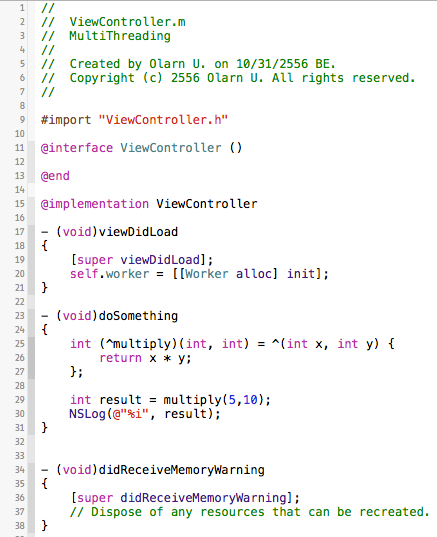 1 //
2 //  ViewController.m
3 //  MultiThreading
4 //
5 //  Created by Olarn U. on 10/31/2556 BE.
6 //  Copyright (c) 2556 Olarn U. All rights reserved.
7 //
8
9 #import "ViewController.h"
10
11 @interface ViewController ()
12
13 @end
14
15 @implementation ViewController
16
17 - (void)viewDidLoad
18 {
19     [super viewDidLoad];
20     self.worker = [[Worker alloc] init];
21 }
22
23 - (void)doSomething
24 {
25     int (^multiply)(int, int) = ^(int x, int y) {
26         return x * y;
27     };
28
29     int result = multiply(5,10);
30     NSLog(@"%i", result);
31 }
32
33
34 - (void)didReceiveMemoryWarning
35 {
36     [super didReceiveMemoryWarning];
37     // Dispose of any resources that can be recreated.
38 }